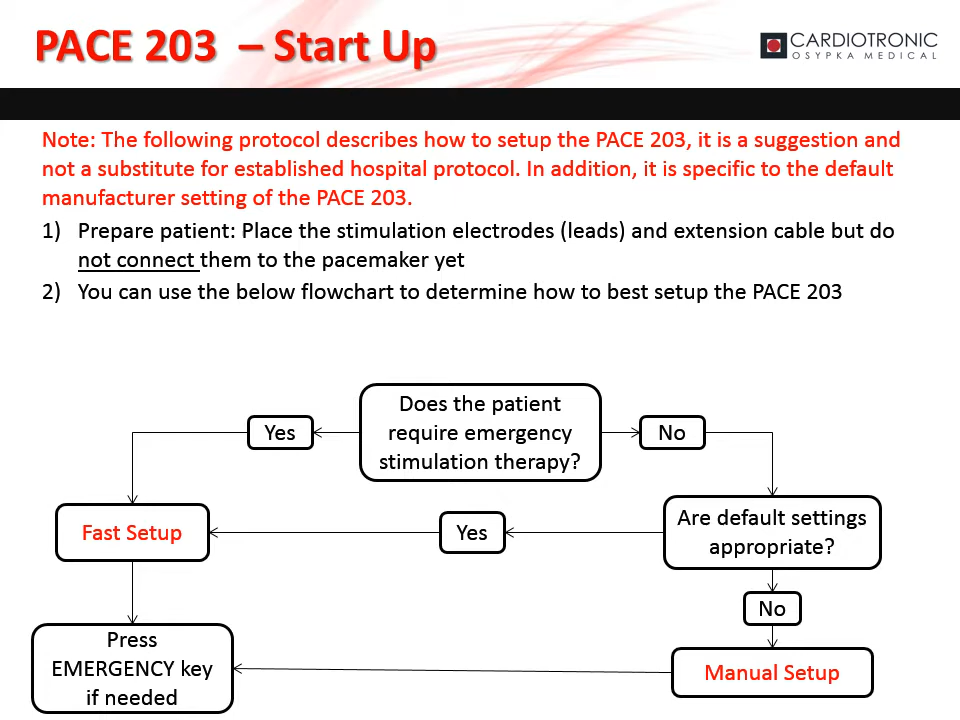 PACE 203 – Start Up
CARDIOTRONIC
OSYPKA MEDICAL
Note: The following protocol describes how to setup the PACE 203, it is a suggestion and
not a substitute for established hospital protocol. In addition, it is specific to the default
manufacturer setting of the PACE 203.
1) Prepare patient: Place the stimulation electrodes (leads) and extension cable but do
not connect them to the pacemaker yet
2) You can use the below flowchart to determine how to best setup the PACE 203
Does the patient
require emergency
stimulation therapy?
Yes
No
Fast Setup
Yes
Are default settings
appropriate?
No
Press
EMERGENCY key
if needed
Manual Setup